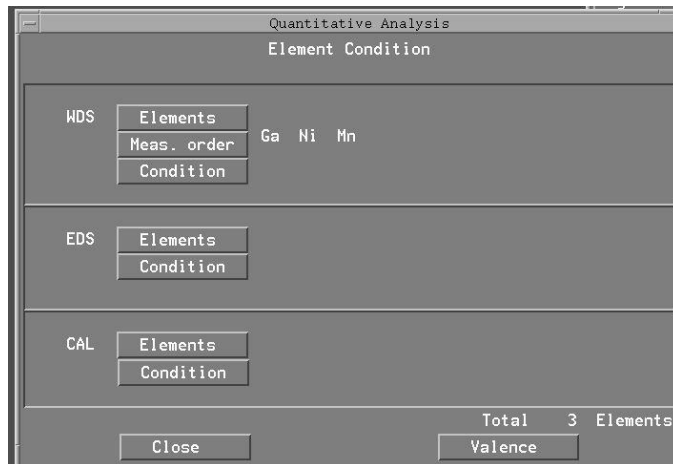 Quantitative Analysis
Element Condition
WDS Elements
Meas. order Ga Ni Mn
Condition
EDS Elements
Condition
CAL Elements
Condition
Total 3 Elements
Close Valence